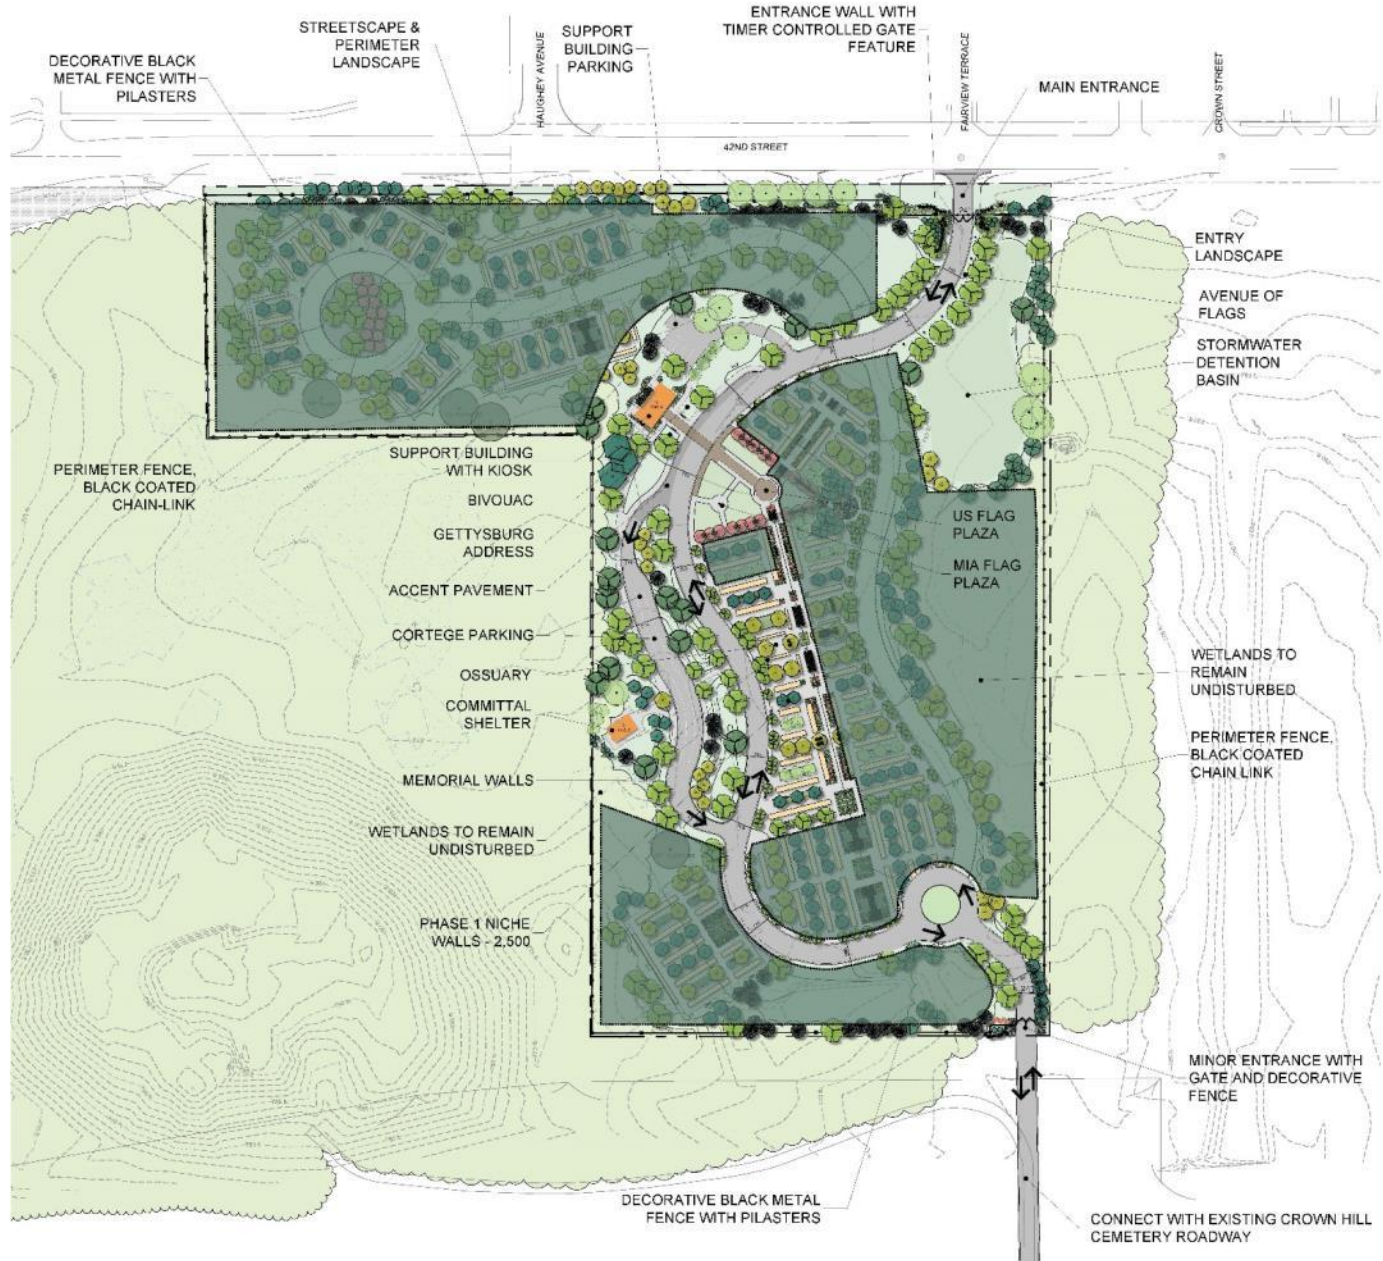 STREETSCAPE &
PERIMETER
LANDSCAPE
SUPPORT
BUILDING
PARKING
ENTRANCE WALL WITH
TIMER CONTROLLED GATE
FEATURE
DECORATIVE BLACK
METAL FENCE WITH
PILASTERS
HAUGHEY AVENUE
FAIRVIEW TERRACE
MAIN ENTRANCE
CROWN STREET
42ND STREET
ENTRY
LANDSCAPE
AVENUE OF
FLAGS
STORMWATER
DETENTION
BASIN
PERIMETER FENCE,
BLACK COATED
CHAIN-LINK
SUPPORT BUILDING
WITH KIOSK
BIVOUAC
GETTYSBURG
ADDRESS
ACCENT PAVEMENT
CORTEGE PARKING
OSSUARY
COMMITTAL
SHELTER
MEMORIAL WALLS
WETLANDS TO REMAIN
UNDISTURBED
PHASE 1 NICHE
WALLS - 2,500
US FLAG
PLAZA
MIA FLAG
PLAZA
WETLANDS TO
REMAIN
UNDISTURBED
PERIMETER FENCE,
BLACK COATED
CHAIN LINK
MINOR ENTRANCE WITH
GATE AND DECORATIVE
FENCE
DECORATIVE BLACK METAL
FENCE WITH PILASTERS
CONNECT WITH EXISTING CROWN HILL
CEMETERY ROADWAY